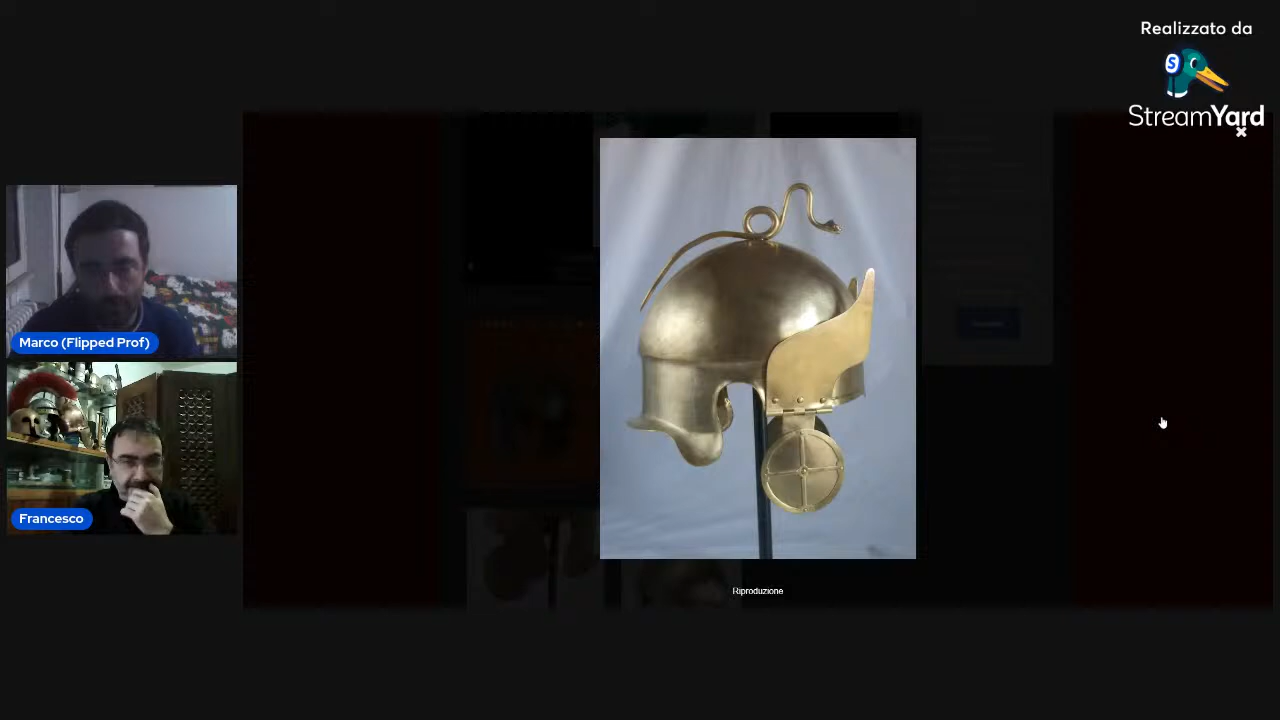 Realizzato da
StreamYard
Marco (Flipped Prof)
Francesco
Riproduzione